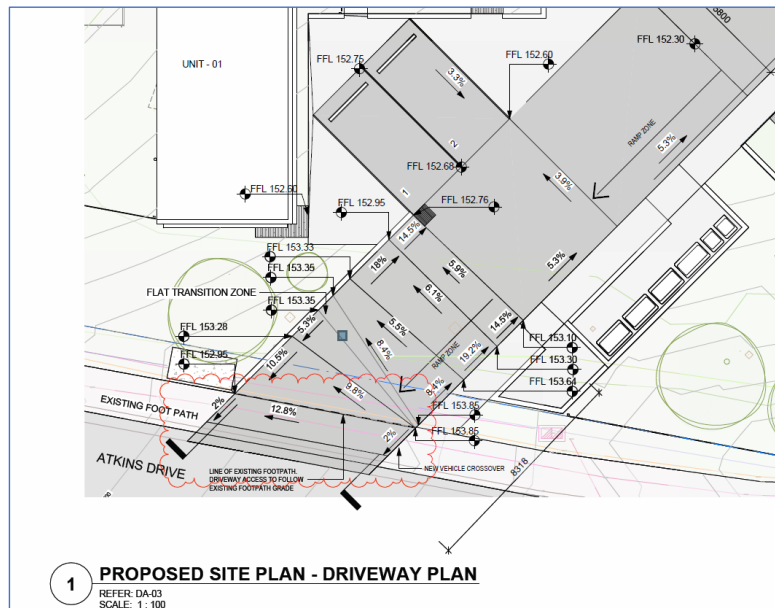 UNIT - 01
FFL 152.75
FFL 152.60
FFL 152.30
5800
3.3%
RAMP ZONE
5.3%
2
FFL 152.68
3.9%
FFL 152.60
1
FFL 152.95
FFL 152.76
14.5%
FFL 153.33
18%
5.9%
5.3%
FFL 153.35
6.1%
FLAT TRANSITION ZONE
FFL 153.35
5.3%
5.5%
14.5%
FFL 153.28
8.4%
RAMP ZONE
19.2%
FFL 153.10
FFL 152.95
10.5%
FFL 153.30
9.8%
8.4%
FFL 153.64
2%
12.8%
FFL 153.85
EXISTING FOOT PATH
FFL 153.85
2%
ATKINS DRIVE
LINE OF EXISTING FOOTPATH.
DRIVEWAY ACCESS TO FOLLOW
EXISTING FOOTPATH GRADE
NEW VEHICLE CROSSOVER
8318
1
PROPOSED SITE PLAN - DRIVEWAY PLAN
REFER: DA-03
SCALE: 1 : 100